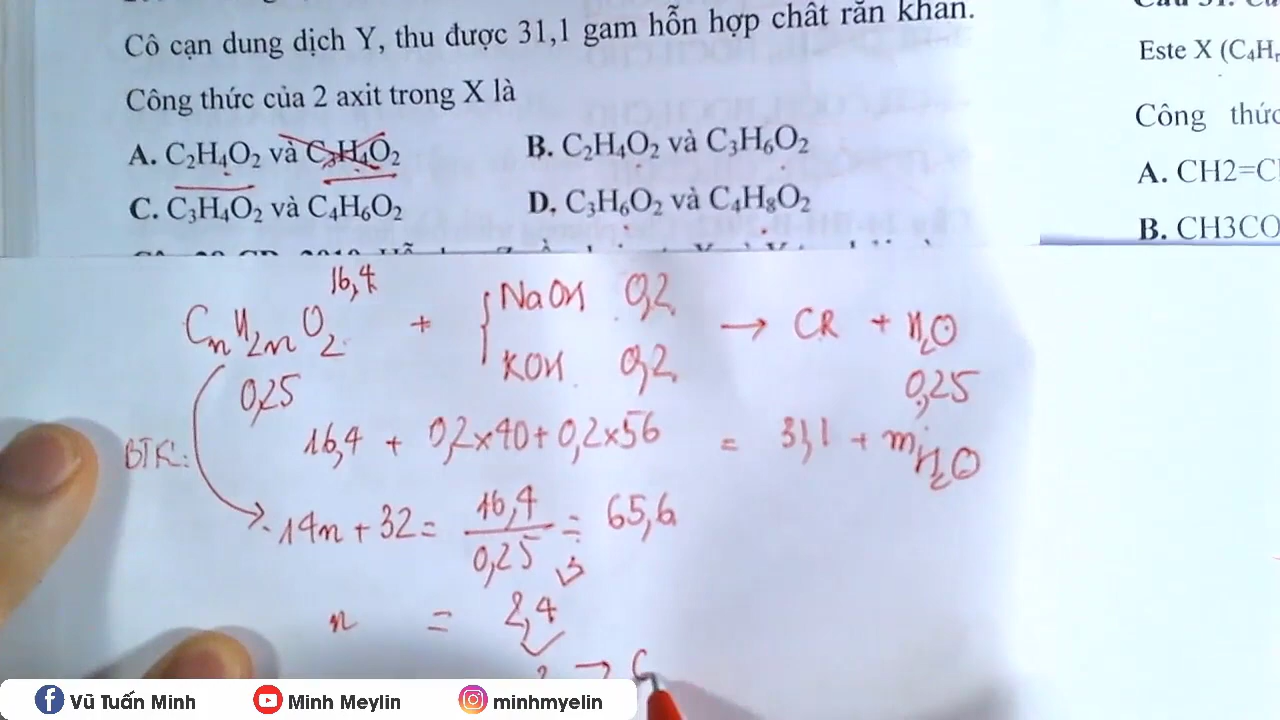 Cô cạn dung dịch Y, thu được 31,1 gam hỗn hợp chất rắn khan.
Công thức của 2 axit trong X là
A. C₂H₄O₂ và C₃H₄O₂ B. C₂H₄O₂ và C₃H₆O₂
C. C₃H₄O₂ và C₄H₆O₂ D. C₃H₆O₂ và C₄H₈O₂
Este X (C₄Hₙ
Công thức
A. CH2=C
B. CH3CO
16,4
CₙH₂ₙO₂ + { NaOH 0,2 → CR + H₂O
KOH 0,2
0,25 0,25
BTKL: 16,4 + 0,2×40 + 0,2×56 = 31,1 + mH₂O
14n + 32 = 16,4 / 0,25 = 65,6
n = 2,4
2 → C
Vũ Tuấn Minh Minh Meylin minhmyelin